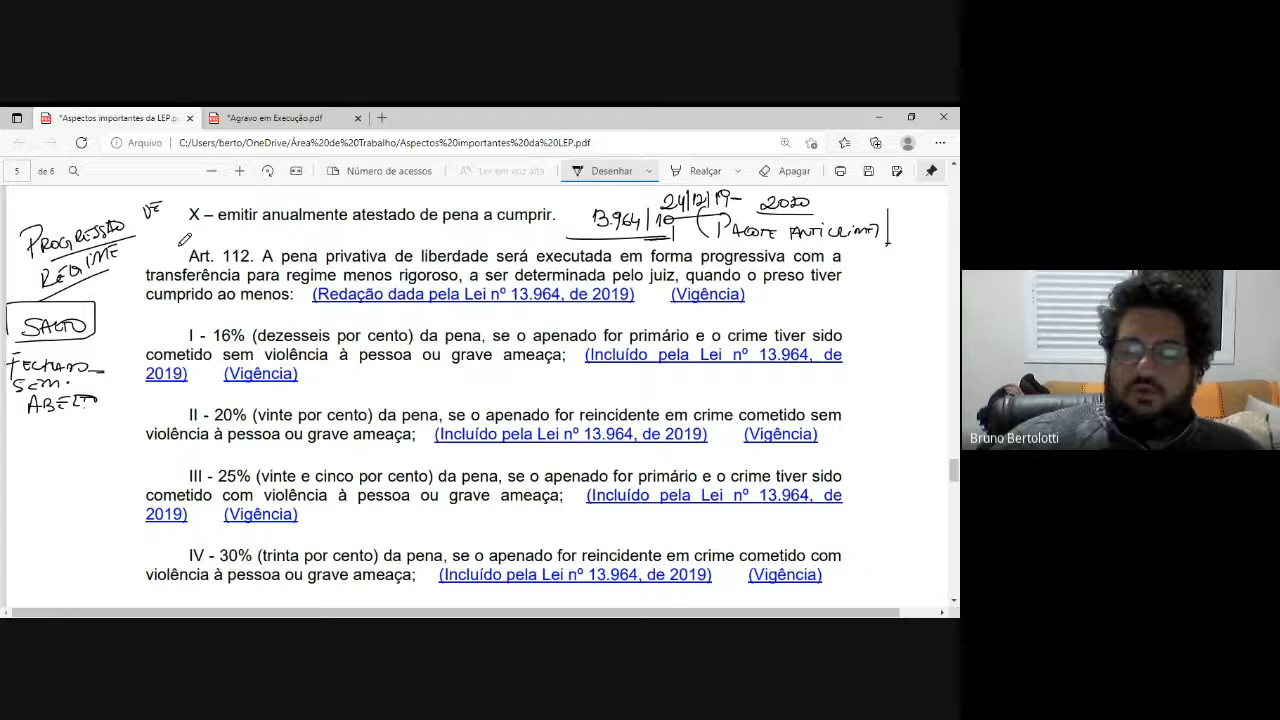 *Aspectos importantes da LEP.p
*Agravo em Execução.pdf
Arquivo C:/Users/berto/OneDrive/Área%20de%20Trabalho/Aspectos%20importantes%20da%20LEP.pdf
5 de 6
Número de acessos
Ler em voz alta
Desenhar
Realçar
Apagar
PROGRESSÃO DE
REGIME
SALTO
FECHADO
SEMI
ABERTO
24/12/19 2020
13.964/19
PACOTE ANTICRIME
X – emitir anualmente atestado de pena a cumprir.
Art. 112. A pena privativa de liberdade será executada em forma progressiva com a
transferência para regime menos rigoroso, a ser determinada pelo juiz, quando o preso tiver
cumprido ao menos: (Redação dada pela Lei nº 13.964, de 2019) (Vigência)
I - 16% (dezesseis por cento) da pena, se o apenado for primário e o crime tiver sido
cometido sem violência à pessoa ou grave ameaça; (Incluído pela Lei nº 13.964, de
2019) (Vigência)
II - 20% (vinte por cento) da pena, se o apenado for reincidente em crime cometido sem
violência à pessoa ou grave ameaça; (Incluído pela Lei nº 13.964, de 2019) (Vigência)
III - 25% (vinte e cinco por cento) da pena, se o apenado for primário e o crime tiver sido
cometido com violência à pessoa ou grave ameaça; (Incluído pela Lei nº 13.964, de
2019) (Vigência)
IV - 30% (trinta por cento) da pena, se o apenado for reincidente em crime cometido com
violência à pessoa ou grave ameaça; (Incluído pela Lei nº 13.964, de 2019) (Vigência)
Bruno Bertolotti